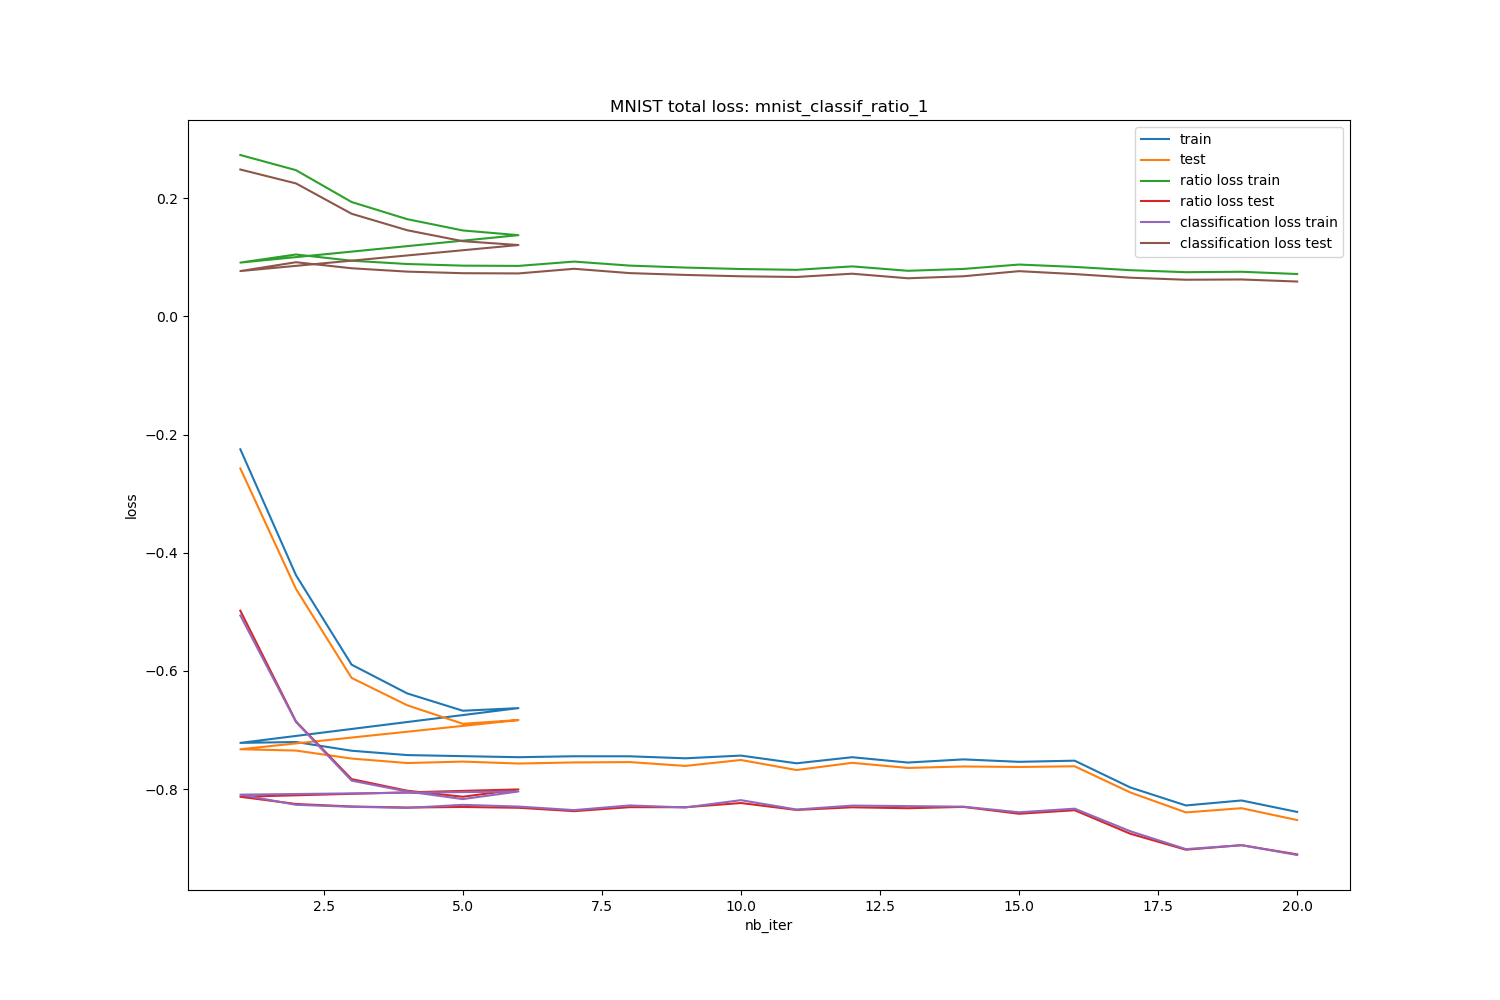 MNIST total loss: mnist_classif_ratio_1
train
test
ratio loss train
ratio loss test
classification loss train
classification loss test
0.2
0.0
−0.2
−0.4
−0.6
−0.8
loss
2.5 5.0 7.5 10.0 12.5 15.0 17.5 20.0
nb_iter